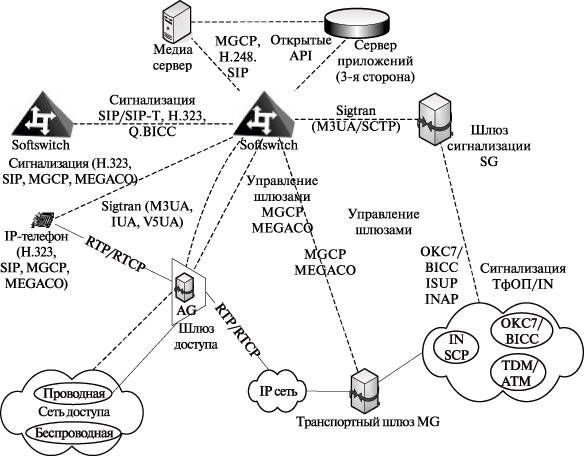 Медиа
сервер
MGCP,
H.248.
SIP
Открытые
API
Сервер
приложений
(3-я сторона)
Сигнализация
SIP/SIP-T, H.323,
Q.BICC
Softswitch
Softswitch
Sigtran
(M3UA/SCTP)
Шлюз
сигнализации
SG
Сигнализация (H.323,
SIP, MGCP, MEGACO)
Sigtran (M3UA,
IUA, V5UA)
Управление
шлюзами
MGCP
MEGACO
Управление
шлюзами
IP-телефон
(H.323,
SIP, MGCP,
MEGACO)
RTP/RTCP
MGCP
MEGACO
ОКС7/
BICC
ISUP
INAP
Сигнализация
ТфОП/IN
AG
Шлюз
доступа
RTP/RTCP
IN
SCP
ОКС7/
BICC
TDM/
ATM
Проводная
Сеть доступа
Беспроводная
IP сеть
Транспортный шлюз MG